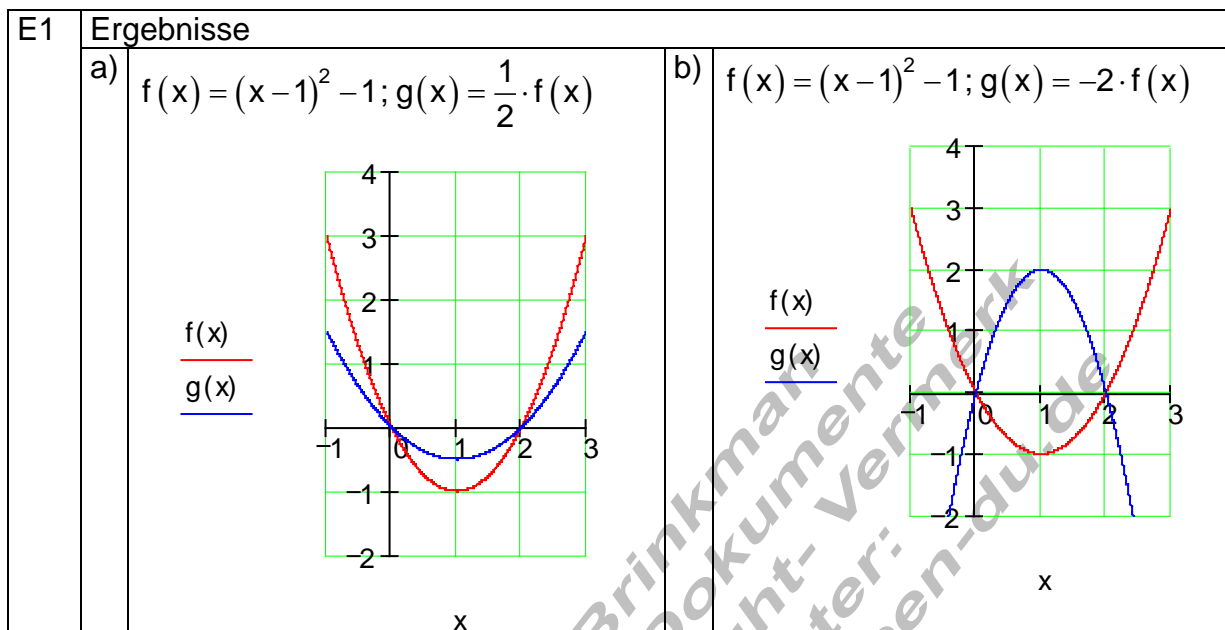 E1 Ergebnisse
a) f(x) = (x−1)² −1; g(x) = 1/2 · f(x)
4
3
2
1
−1 0 1 2 3
−1
−2
f(x)
g(x)
x
b) f(x) = (x−1)² −1; g(x) = −2 · f(x)
4
3
2
1
−1 0 1 2 3
−1
−2
f(x)
g(x)
x